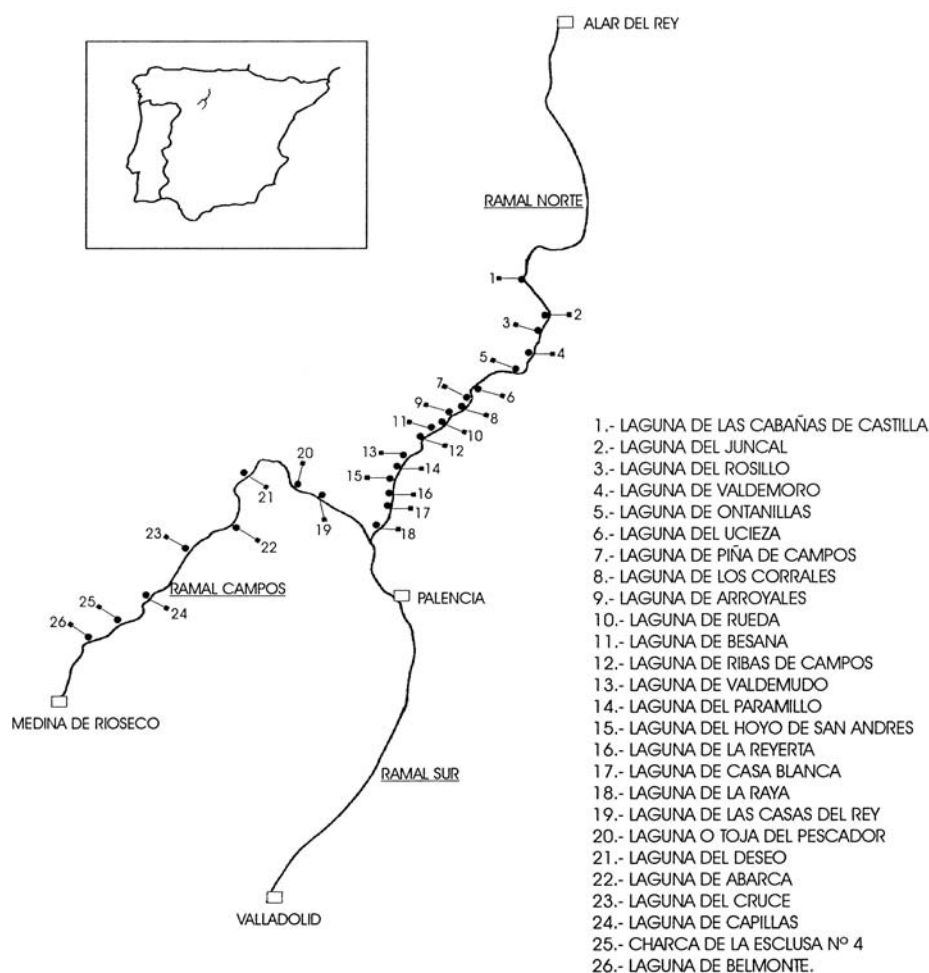 ALAR DEL REY
RAMAL NORTE
1
2
3
4
5
6
7
8
9
10
11
12
13
14
15
16
17
18
20
19
21
22
23
RAMAL CAMPOS
24
25
26
PALENCIA
MEDINA DE RIOSECO
RAMAL SUR
VALLADOLID
1.- LAGUNA DE LAS CABAÑAS DE CASTILLA
2.- LAGUNA DEL JUNCAL
3.- LAGUNA DEL ROSILLO
4.- LAGUNA DE VALDEMORO
5.- LAGUNA DE ONTANILLAS
6.- LAGUNA DEL UCIEZA
7.- LAGUNA DE PIÑA DE CAMPOS
8.- LAGUNA DE LOS CORRALES
9.- LAGUNA DE ARROYALES
10.- LAGUNA DE RUEDA
11.- LAGUNA DE BESANA
12.- LAGUNA DE RIBAS DE CAMPOS
13.- LAGUNA DE VALDEMUDO
14.- LAGUNA DEL PARAMILLO
15.- LAGUNA DEL HOYO DE SAN ANDRES
16.- LAGUNA DE LA REYERTA
17.- LAGUNA DE CASA BLANCA
18.- LAGUNA DE LA RAYA
19.- LAGUNA DE LAS CASAS DEL REY
20.- LAGUNA O TOJA DEL PESCADOR
21.- LAGUNA DEL DESEO
22.- LAGUNA DE ABARCA
23.- LAGUNA DEL CRUCE
24.- LAGUNA DE CAPILLAS
25.- CHARCA DE LA ESCLUSA Nº 4
26.- LAGUNA DE BELMONTE.